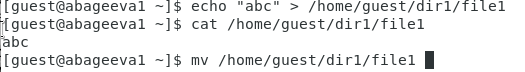 [guest@abageeva1 ~]$ echo "abc" > /home/guest/dir1/file1
[guest@abageeva1 ~]$ cat /home/guest/dir1/file1
abc
[guest@abageeva1 ~]$ mv /home/guest/dir1/file1